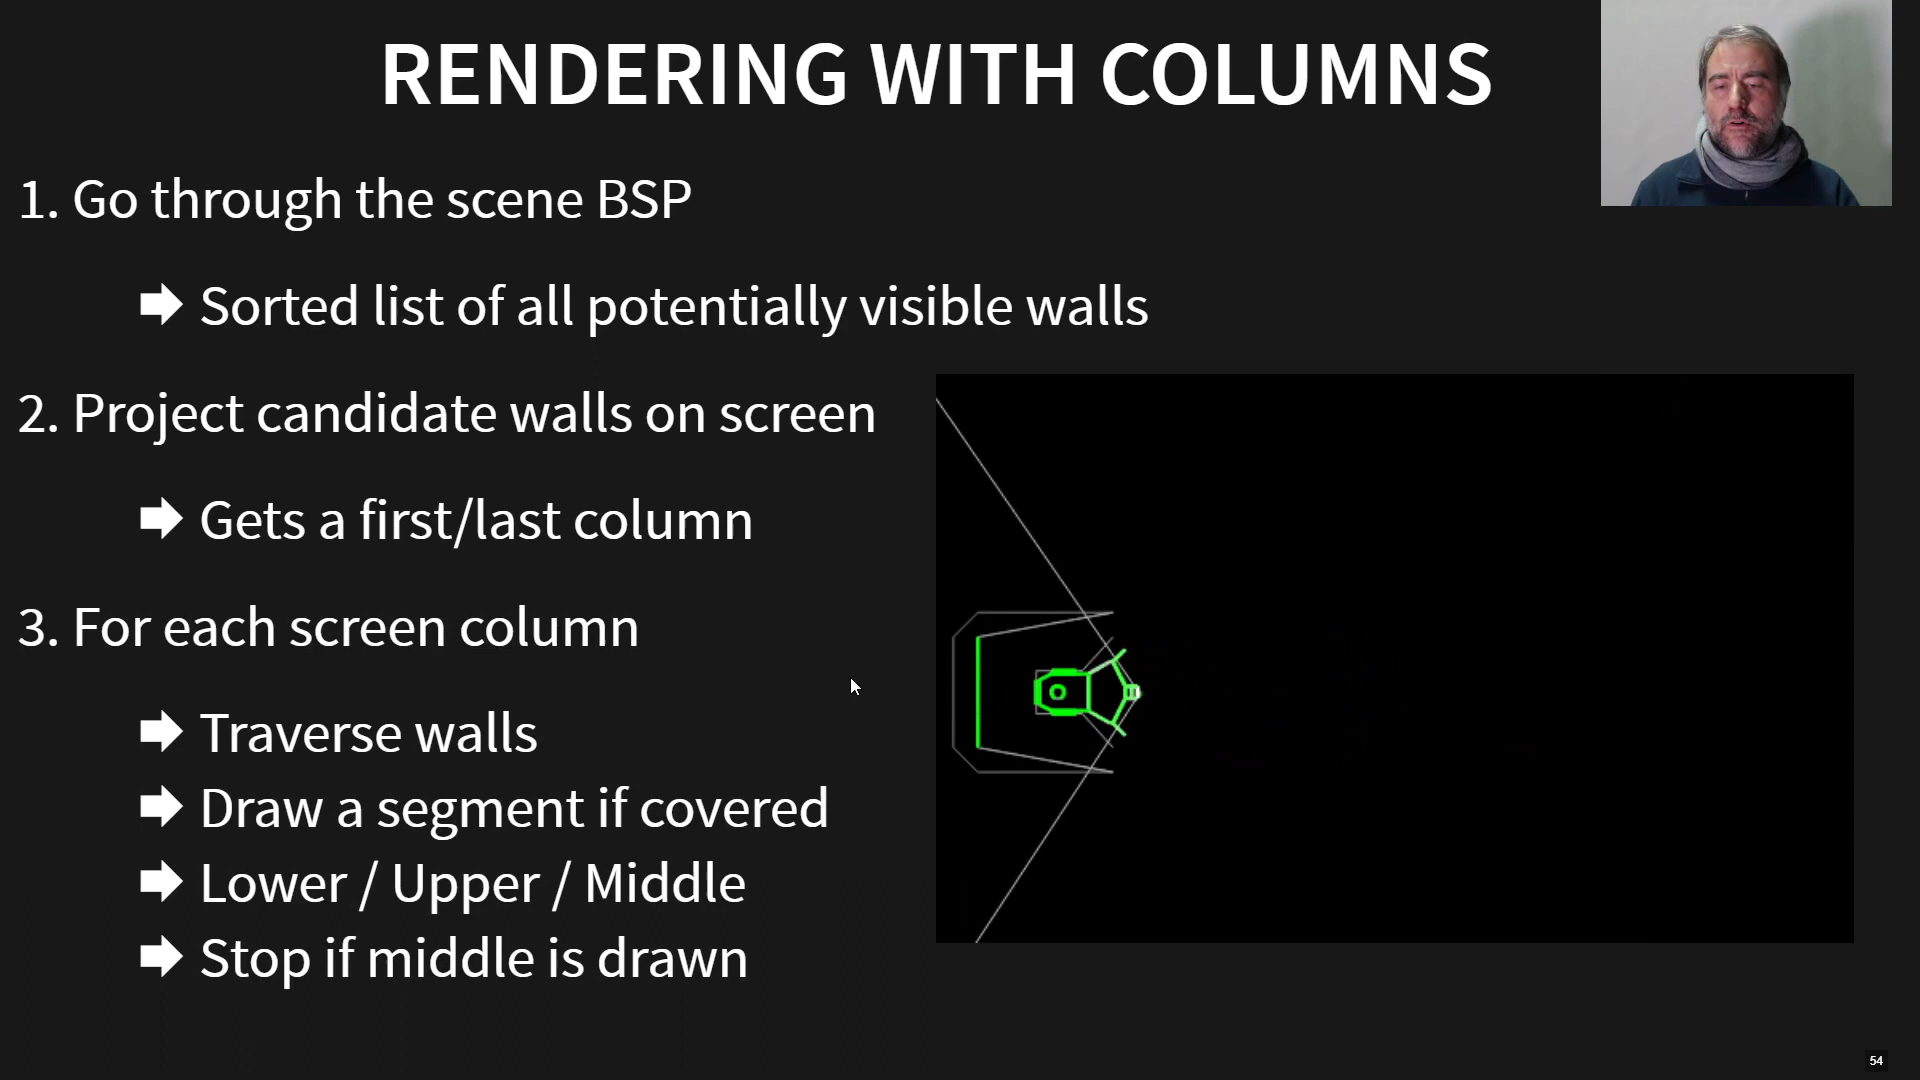 RENDERING WITH COLUMNS
1. Go through the scene BSP
Sorted list of all potentially visible walls
2. Project candidate walls on screen
Gets a first/last column
3. For each screen column
Traverse walls
Draw a segment if covered
Lower / Upper / Middle
Stop if middle is drawn
54